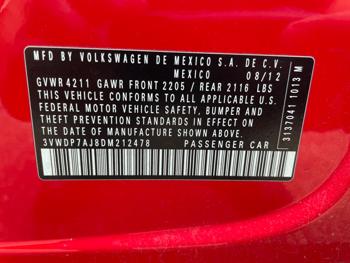 MFD BY VOLKSWAGEN DE MEXICO S.A. DE C.V.
MEXICO 08/12
GVWR 4211 GAWR FRONT 2205 / REAR 2116 LBS
THIS VEHICLE CONFORMS TO ALL APPLICABLE U.S.
FEDERAL MOTOR VEHICLE SAFETY, BUMPER AND
THEFT PREVENTION STANDARDS IN EFFECT ON THE
DATE OF MANUFACTURE SHOWN ABOVE
3VWDP7AJ8DM212478 PASSENGER CAR
3137041 1013 M